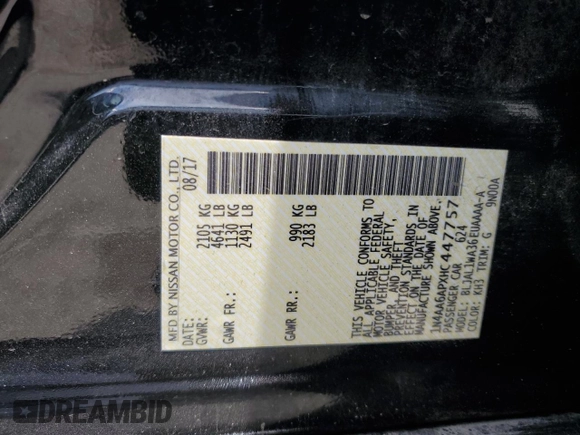 MFD BY NISSAN MOTOR CO., LTD.
DATE: 08/17
GVWR: 2105 KG
4641 LB
GAWR FR.: 1130 KG
2491 LB
GAWR RR.: 990 KG
2183 LB
THIS VEHICLE CONFORMS TO
ALL APPLICABLE FEDERAL
MOTOR VEHICLE SAFETY,
BUMPER, AND THEFT
PREVENTION STANDARDS IN
EFFECT ON THE DATE OF
MANUFACTURE SHOWN ABOVE.
1N4AA6APXHC447757
PASSENGER CAR 624
MODEL: BLJALLWA36EUAAAA-A
COLOR: KH3 TRIM: G 9N00A
DREAMBID